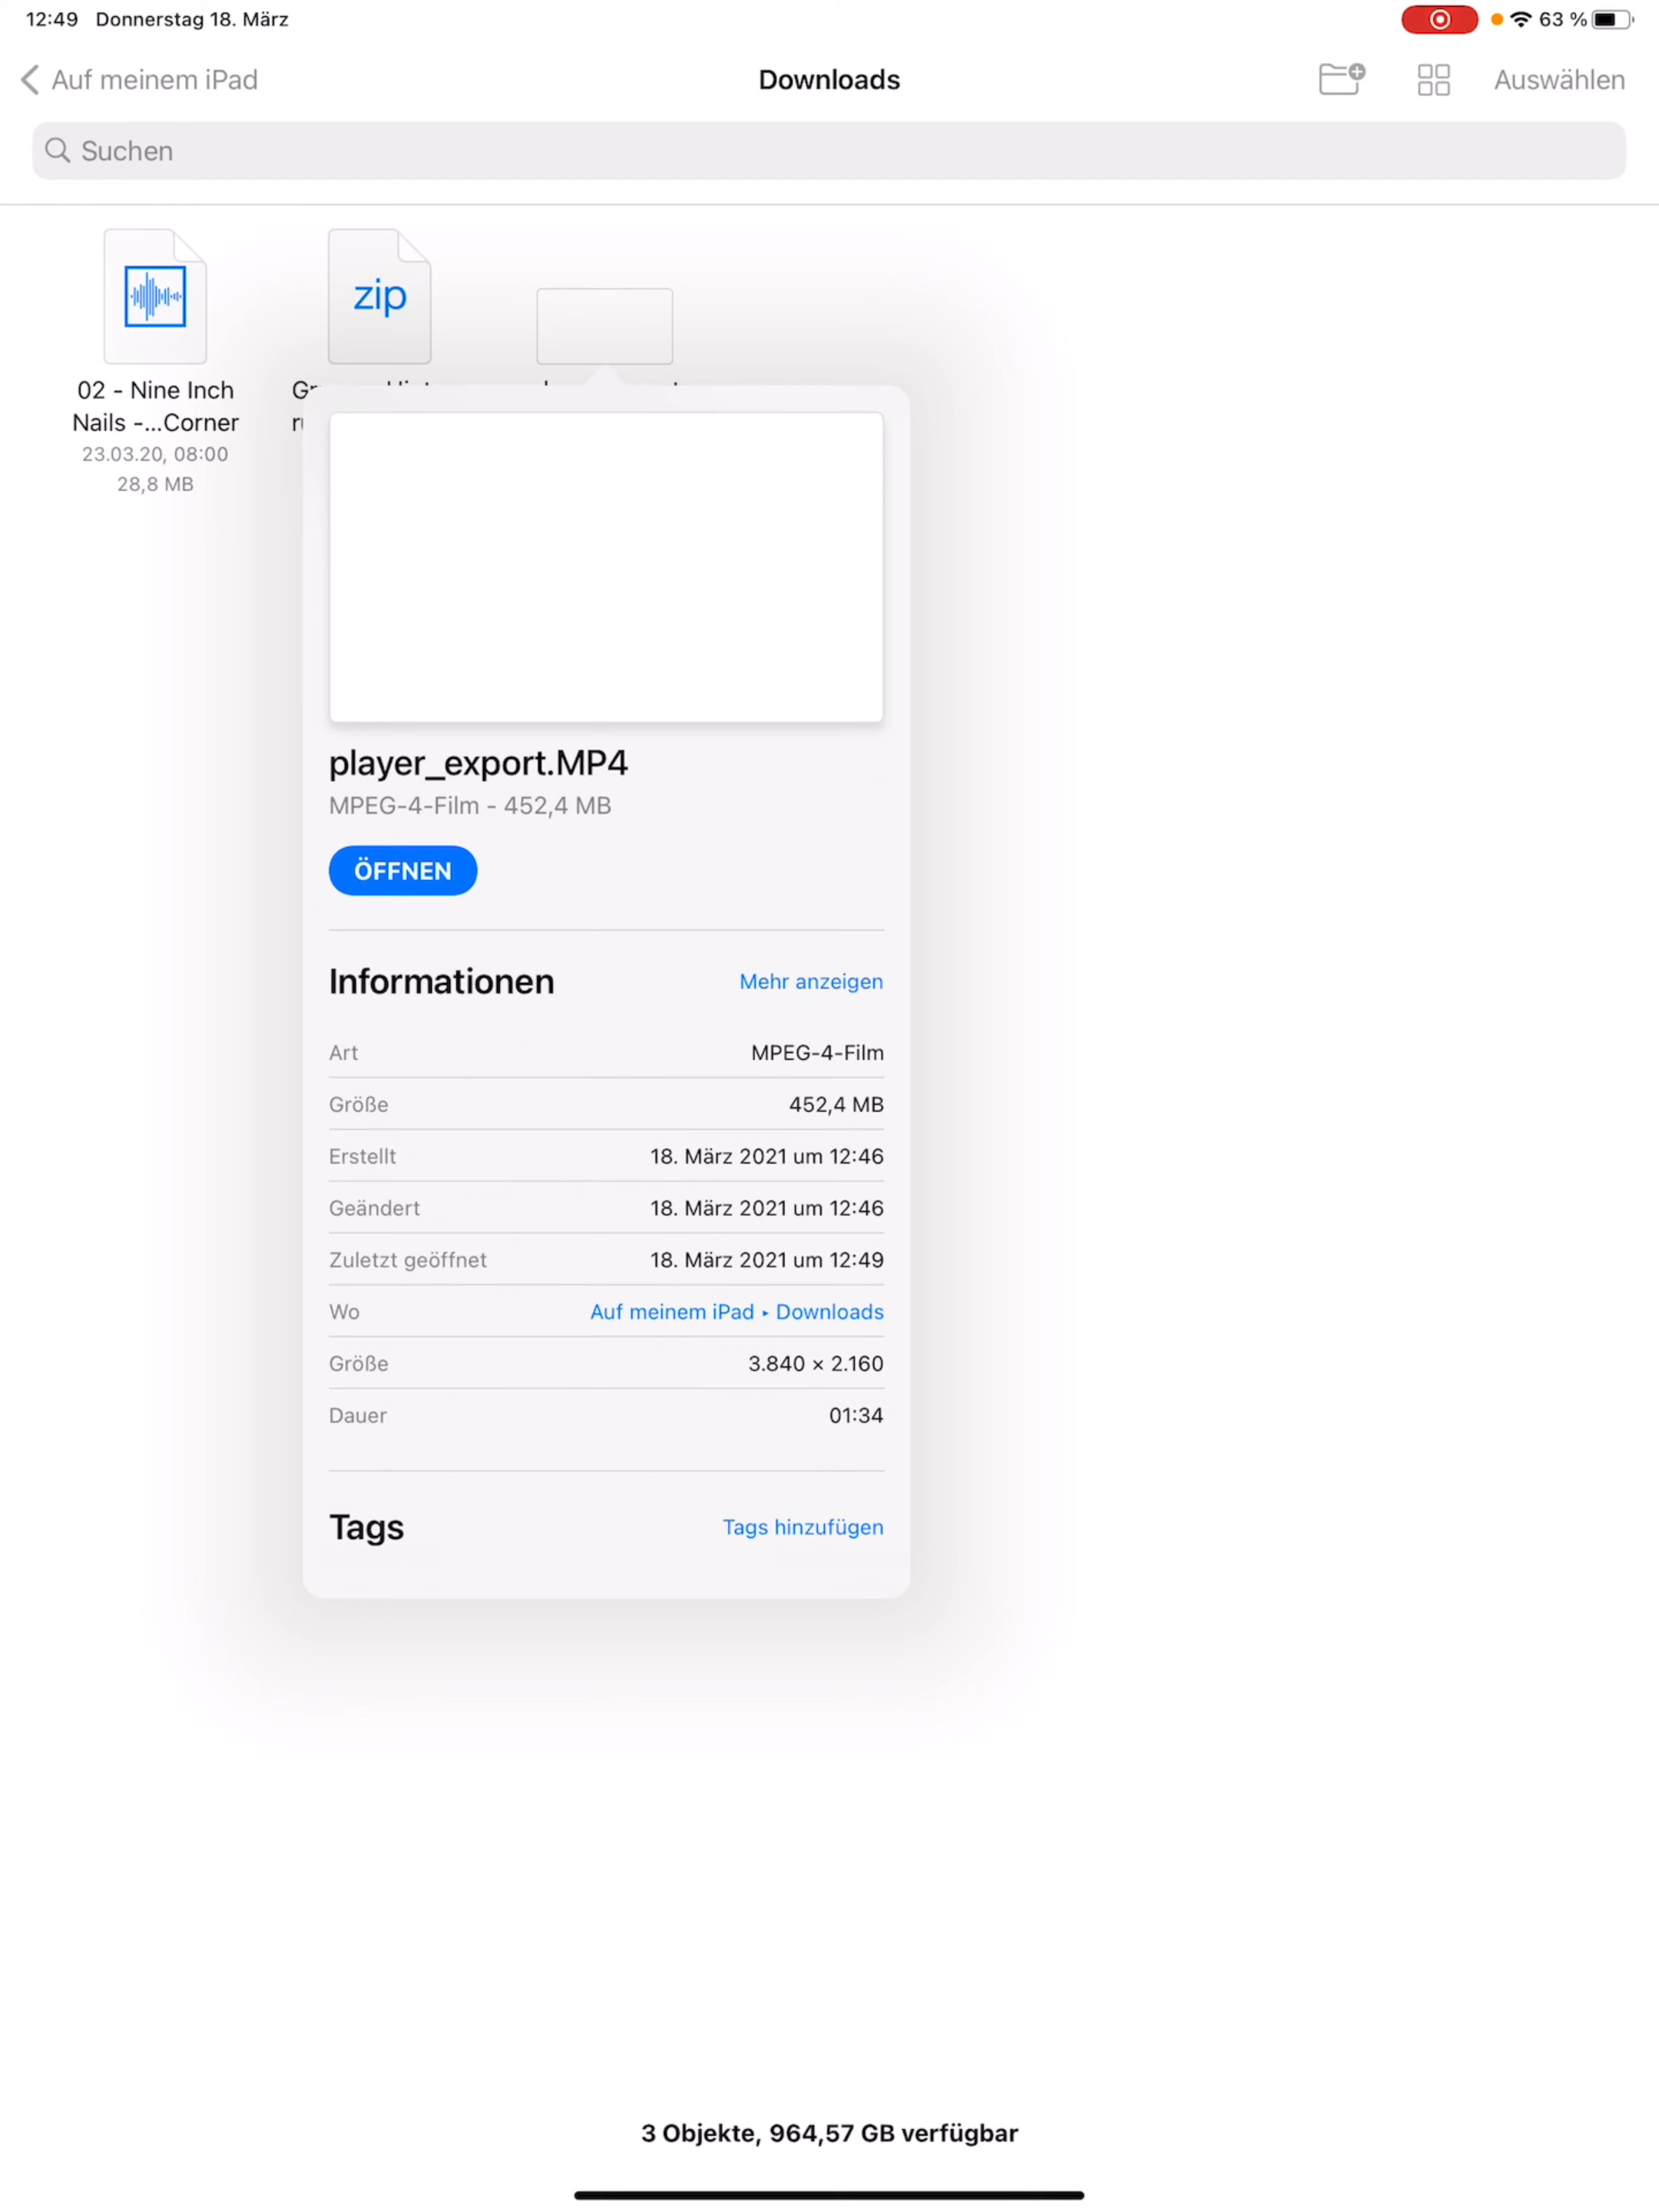 12:49 Donnerstag 18. März
63 %
Auf meinem iPad
Downloads
Auswählen
Suchen
zip
02 - Nine Inch
Nails -...Corner
23.03.20, 08:00
28,8 MB
player_export.MP4
MPEG-4-Film - 452,4 MB
ÖFFNEN
Informationen
Mehr anzeigen
Art MPEG-4-Film
Größe 452,4 MB
Erstellt 18. März 2021 um 12:46
Geändert 18. März 2021 um 12:46
Zuletzt geöffnet 18. März 2021 um 12:49
Wo Auf meinem iPad ▸ Downloads
Größe 3.840 × 2.160
Dauer 01:34
Tags
Tags hinzufügen
3 Objekte, 964,57 GB verfügbar